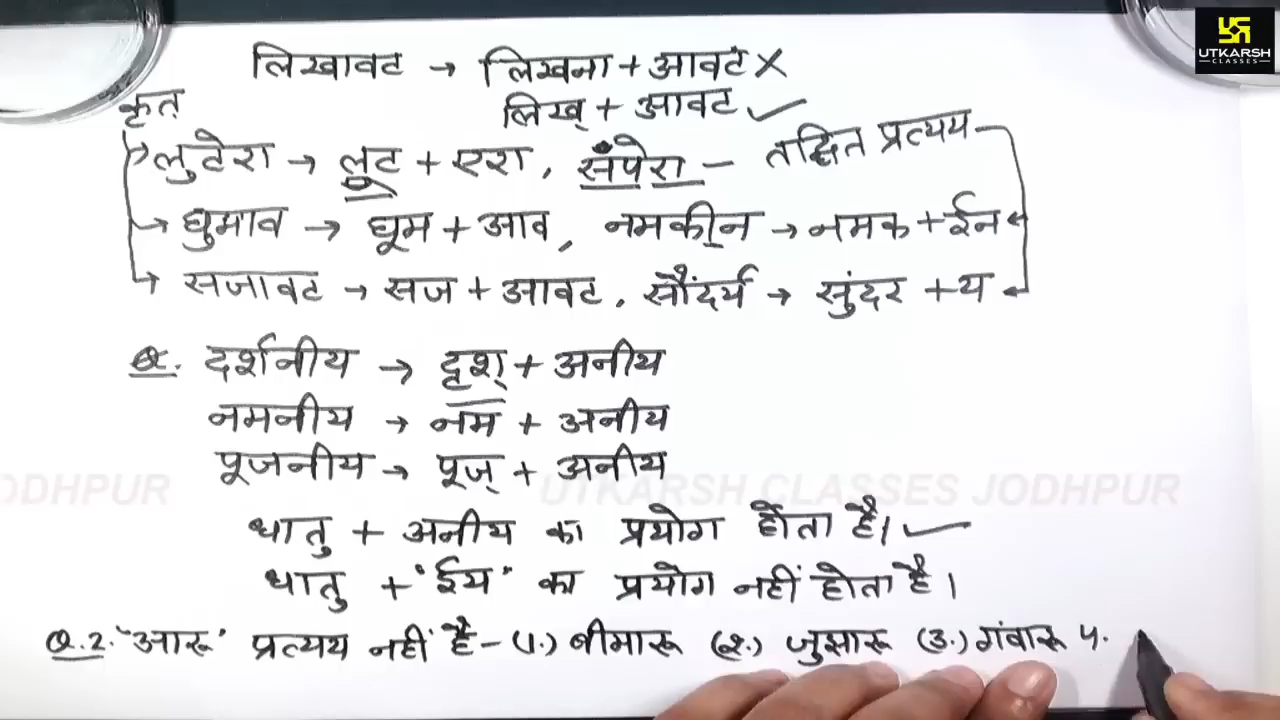 UTKARSH
CLASSES
लिखावट → लिखना + आवट ×
कृत् लिख् + आवट ✓
लुटेरा → लूट + एरा, सँपेरा – तद्धित प्रत्यय
घुमाव → घूम + आव, नमकीन → नमक + ईन
सजावट → सज + आवट, सौंदर्य → सुंदर + य
Q. दर्शनीय → दृश् + अनीय
नमनीय → नम + अनीय
पूजनीय → पूज् + अनीय
ODHPUR UTKARSH CLASSES JODHPUR
धातु + अनीय का प्रयोग होता है। ✓
धातु + "ईय" का प्रयोग नहीं होता है।
Q.2. "आरू" प्रत्यय नहीं है – (1.) बीमारू (2.) जुझारू (3.) गंवारू 4.